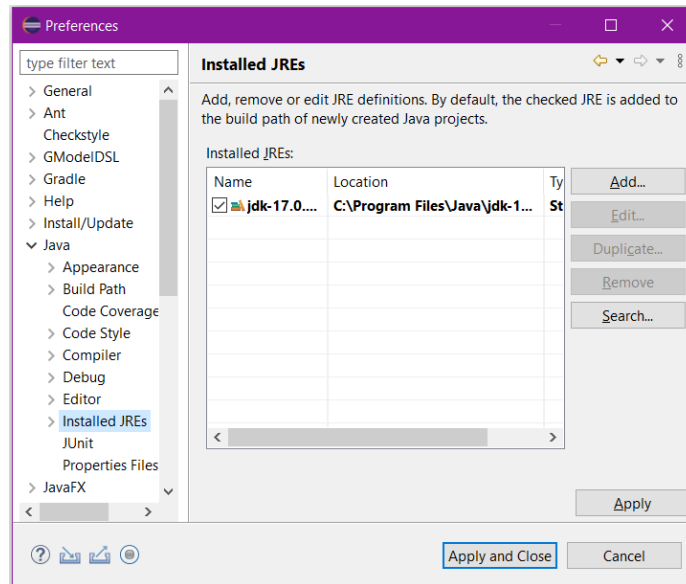 Preferences
type filter text
General
Ant
Checkstyle
GModelDSL
Gradle
Help
Install/Update
Java
Appearance
Build Path
Code Coverage
Code Style
Compiler
Debug
Editor
Installed JREs
JUnit
Properties Files
JavaFX
Installed JREs
Add, remove or edit JRE definitions. By default, the checked JRE is added to
the build path of newly created Java projects.
Installed JREs:
Name Location Ty
jdk-17.0.... C:\Program Files\Java\jdk-1... St
Add...
Edit...
Duplicate...
Remove
Search...
Apply
Apply and Close Cancel